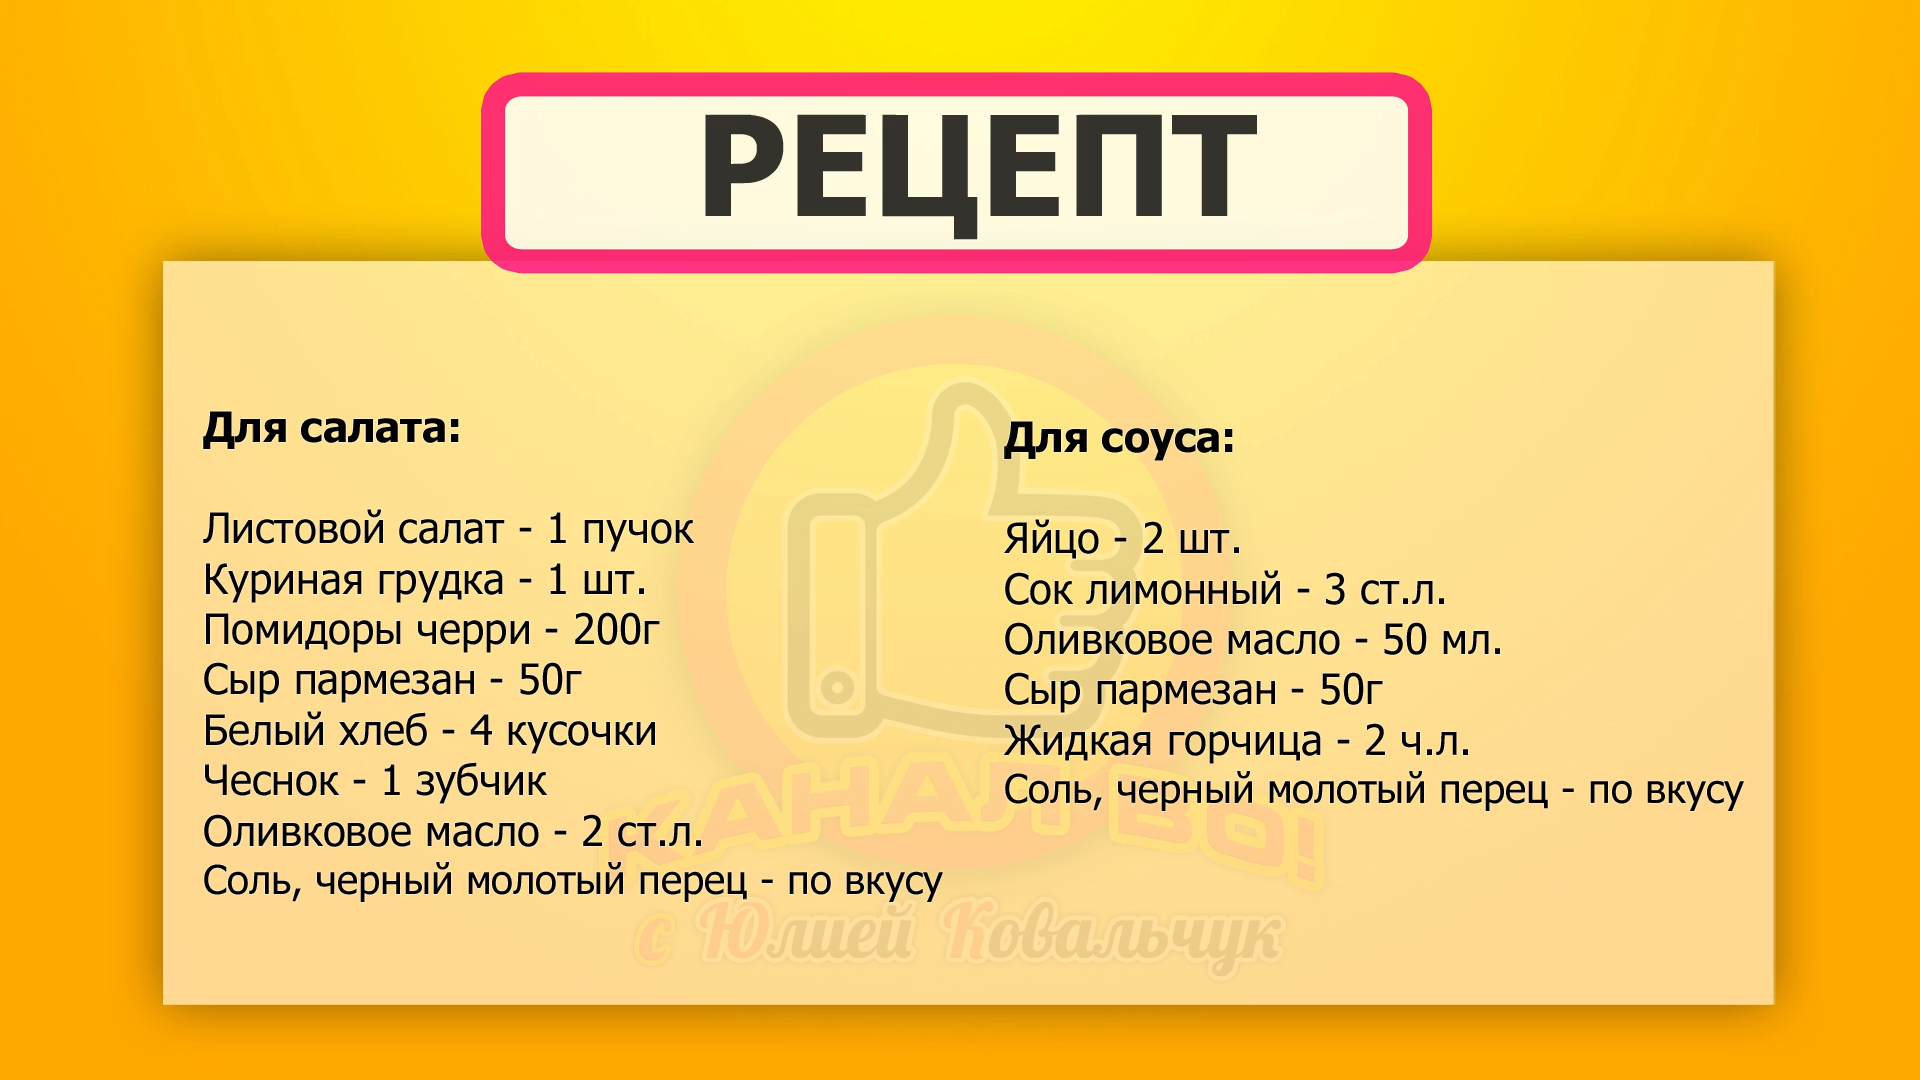 РЕЦЕПТ
Для салата:
Листовой салат - 1 пучок
Куриная грудка - 1 шт.
Помидоры черри - 200г
Сыр пармезан - 50г
Белый хлеб - 4 кусочки
Чеснок - 1 зубчик
Оливковое масло - 2 ст.л.
Соль, черный молотый перец - по вкусу
Для соуса:
Яйцо - 2 шт.
Сок лимонный - 3 ст.л.
Оливковое масло - 50 мл.
Сыр пармезан - 50г
Жидкая горчица - 2 ч.л.
Соль, черный молотый перец - по вкусу
КАНАЛ ВО!
с Юлией Ковальчук